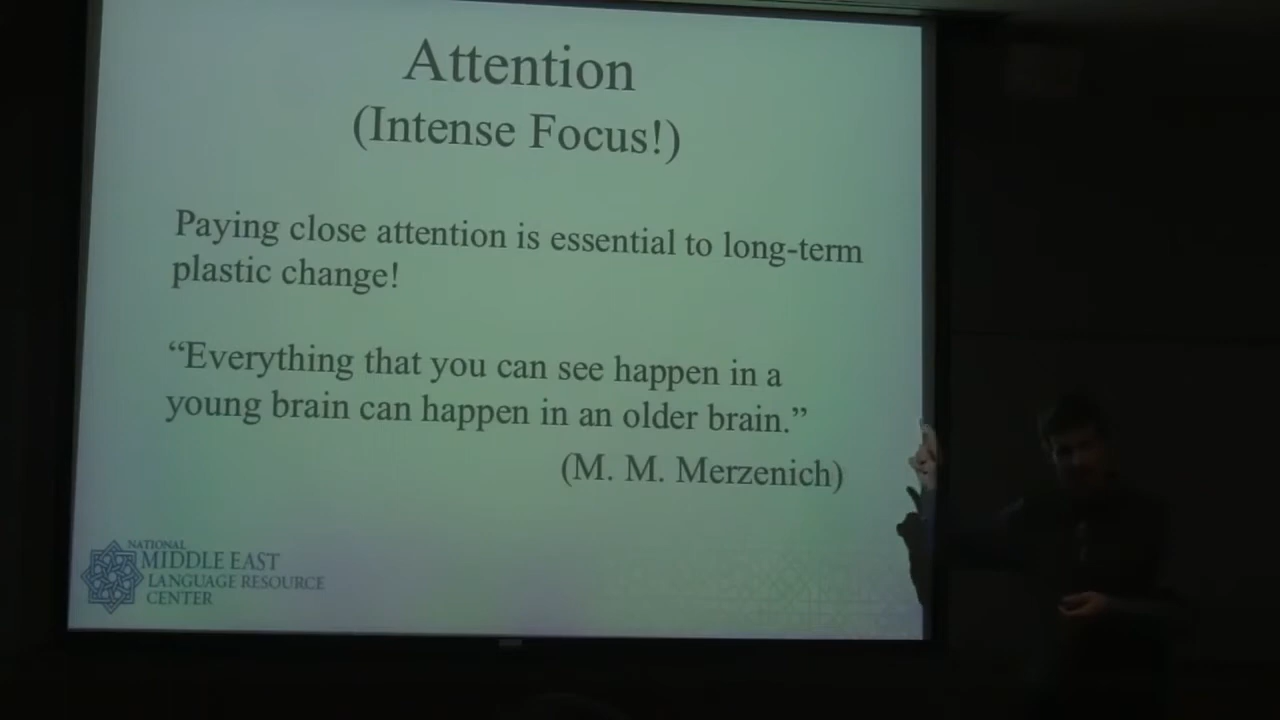 Attention
(Intense Focus!)
Paying close attention is essential to long-term
plastic change!
“Everything that you can see happen in a
young brain can happen in an older brain.”
(M. M. Merzenich)
NATIONAL
MIDDLE EAST
LANGUAGE RESOURCE
CENTER